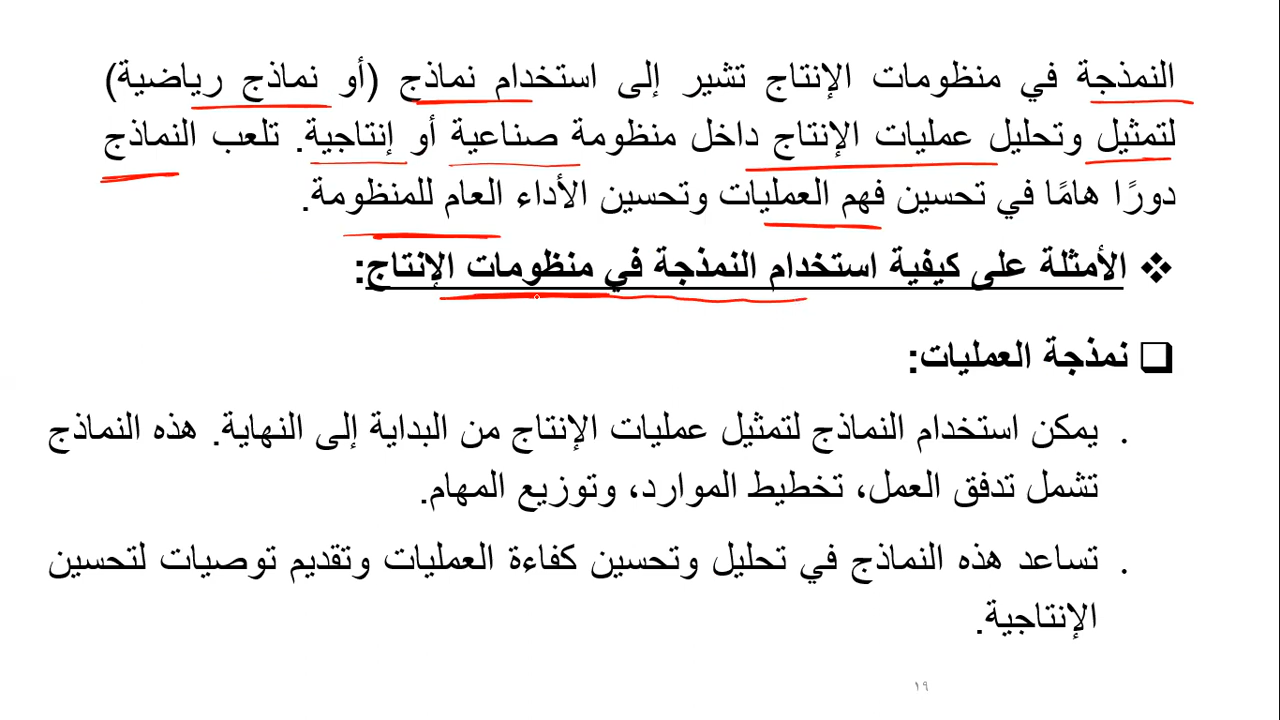 النمذجة في منظومات الإنتاج تشير إلى استخدام نماذج (أو نماذج رياضية)
لتمثيل وتحليل عمليات الإنتاج داخل منظومة صناعية أو إنتاجية. تلعب النماذج
دورًا هامًا في تحسين فهم العمليات وتحسين الأداء العام للمنظومة.
❖ الأمثلة على كيفية استخدام النمذجة في منظومات الإنتاج:
❑ نمذجة العمليات:
. يمكن استخدام النماذج لتمثيل عمليات الإنتاج من البداية إلى النهاية. هذه النماذج
تشمل تدفق العمل، تخطيط الموارد، وتوزيع المهام.
. تساعد هذه النماذج في تحليل وتحسين كفاءة العمليات وتقديم توصيات لتحسين
الإنتاجية.
١٩